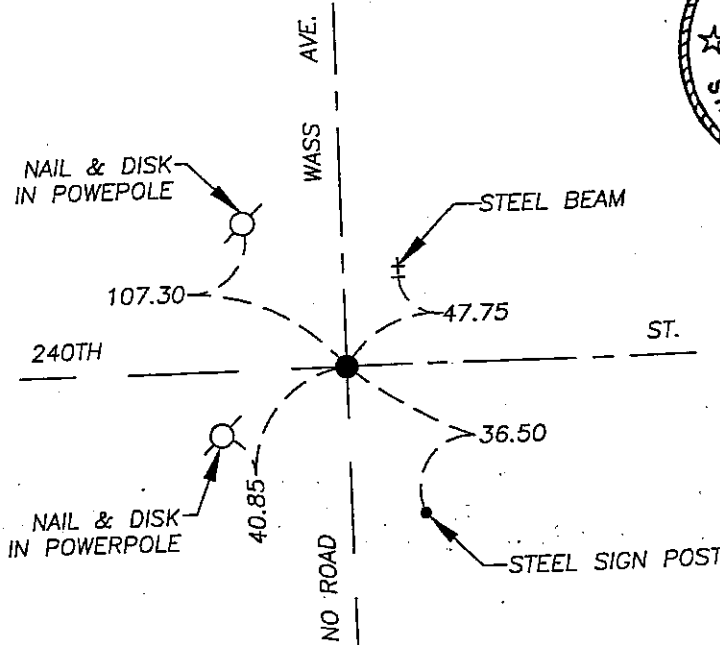 WASS AVE.
NAIL & DISK
IN POWEPOLE
STEEL BEAM
107.30
47.75
240TH
ST.
36.50
40.85
NAIL & DISK
IN POWERPOLE
NO ROAD
STEEL SIGN POST